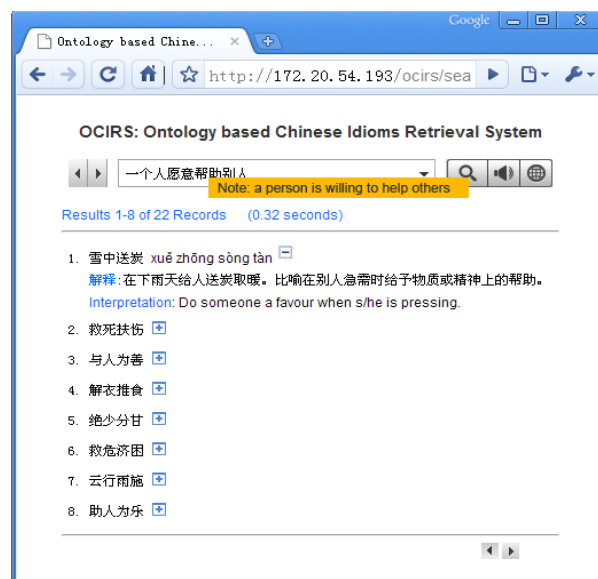 Google
Ontology based Chine...
http://172.20.54.193/ocirs/sea
OCIRS: Ontology based Chinese Idioms Retrieval System
一个人愿意帮助别人
Note: a person is willing to help others
Results 1-8 of 22 Records (0.32 seconds)
1. 雪中送炭 xuě zhōng sòng tàn
解释:在下雨天给人送炭取暖。比喻在别人急需时给予物质或精神上的帮助。
Interpretation: Do someone a favour when s/he is pressing.
2. 救死扶伤
3. 与人为善
4. 解衣推食
5. 绝少分甘
6. 救危济困
7. 云行雨施
8. 助人为乐